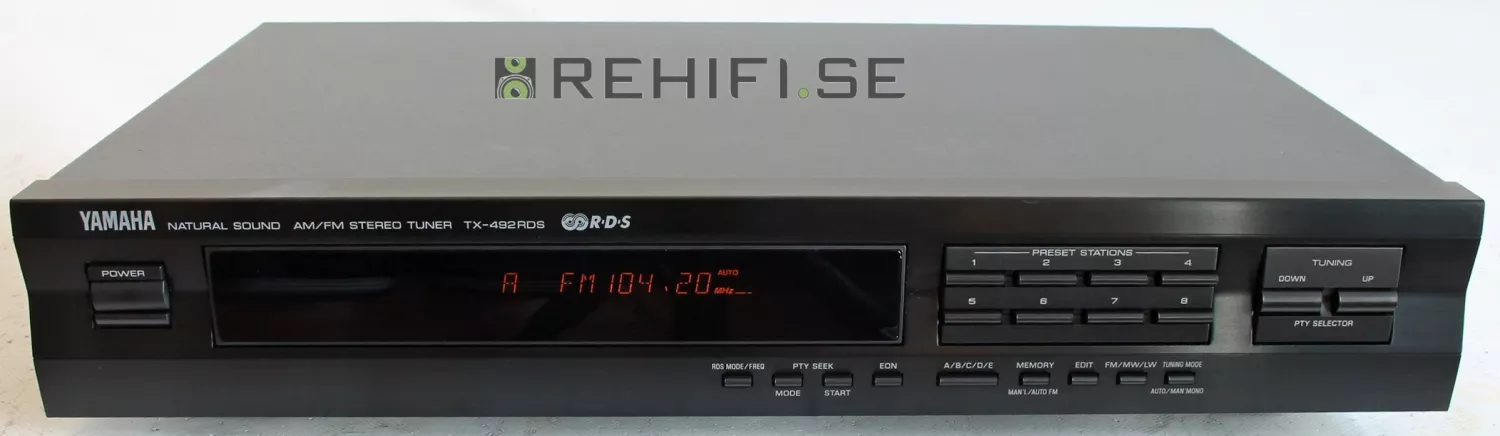 REHIFI.SE
YAMAHA NATURAL SOUND AM/FM STEREO TUNER TX-492RDS R·D·S
POWER
A FM104.20 AUTO MHz
PRESET STATIONS
1 2 3 4
5 6 7 8
TUNING
DOWN UP
PTY SELECTOR
RDS MODE/FREQ PTY SEEK EON A/B/C/D/E MEMORY EDIT FM/MW/LW TUNING MODE
MODE START MAN'L/AUTO FM AUTO/MAN'MONO